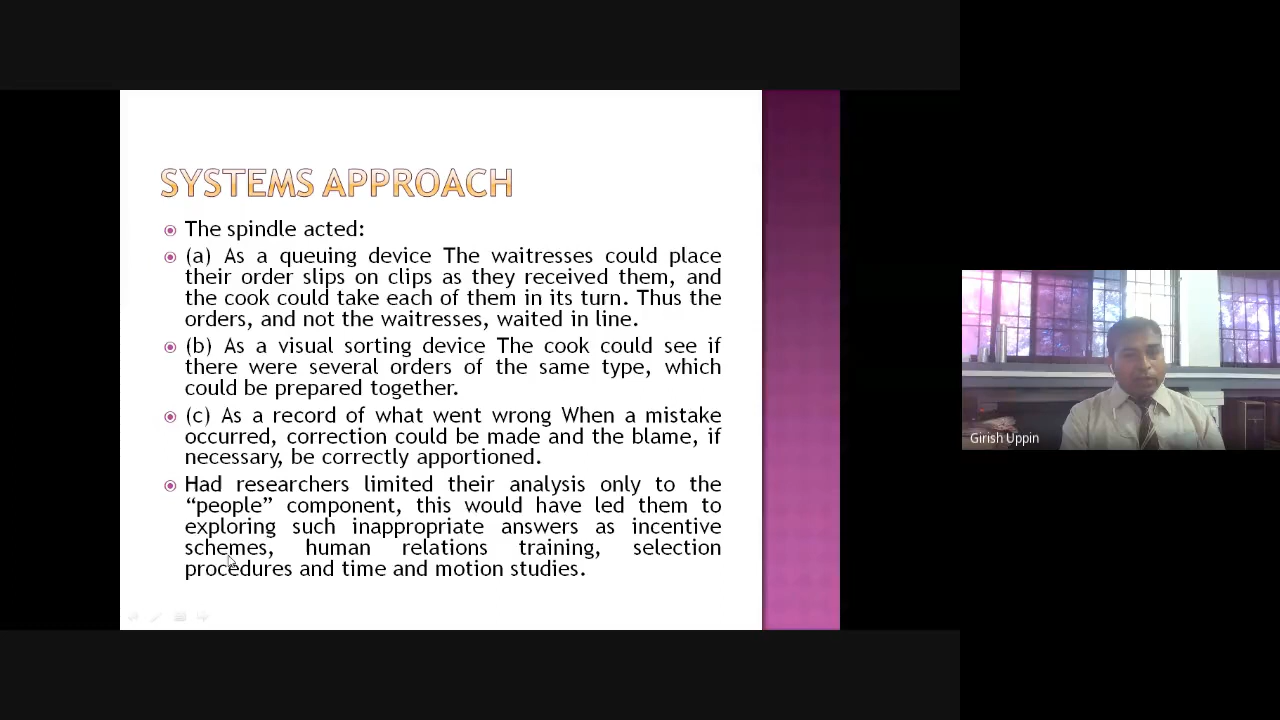 SYSTEMS APPROACH
The spindle acted:
(a) As a queuing device The waitresses could place
their order slips on clips as they received them, and
the cook could take each of them in its turn. Thus the
orders, and not the waitresses, waited in line.
(b) As a visual sorting device The cook could see if
there were several orders of the same type, which
could be prepared together.
(c) As a record of what went wrong When a mistake
occurred, correction could be made and the blame, if
necessary, be correctly apportioned.
Had researchers limited their analysis only to the
“people” component, this would have led them to
exploring such inappropriate answers as incentive
schemes, human relations training, selection
procedures and time and motion studies.
Girish Uppin